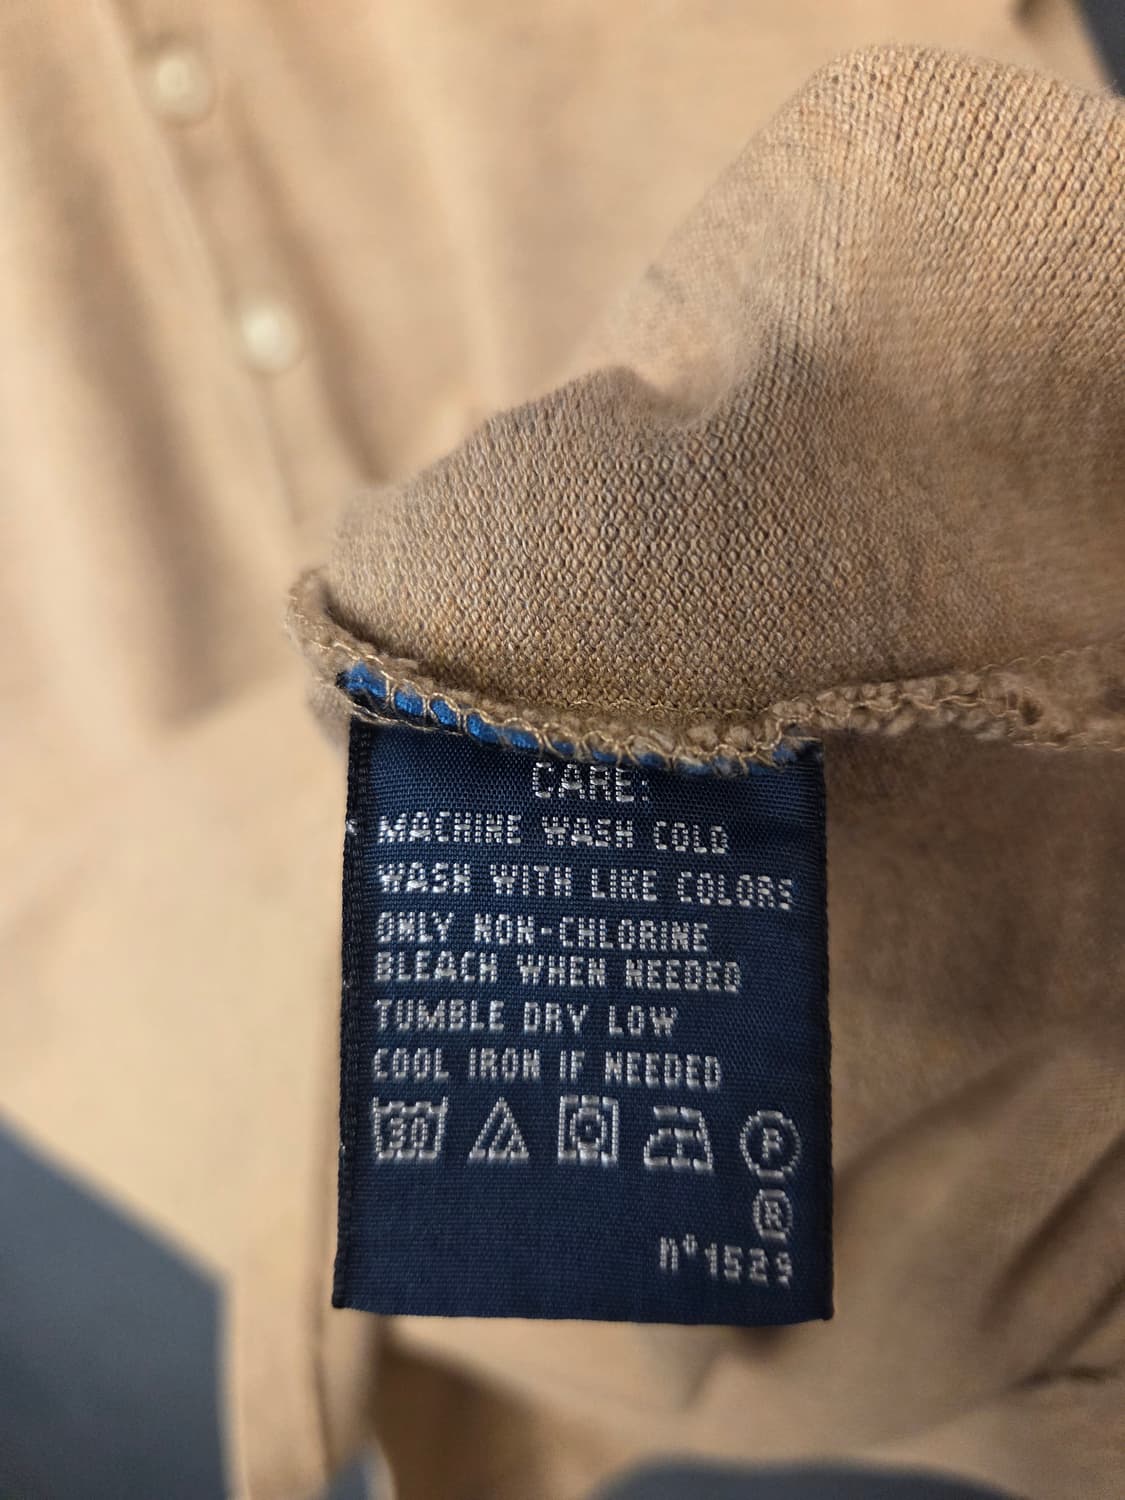 CARE:
MACHINE WASH COLD
WASH WITH LIKE COLORS
ONLY NON-CHLORINE
BLEACH WHEN NEEDED
TUMBLE DRY LOW
COOL IRON IF NEEDED
30 P
R
nº1529